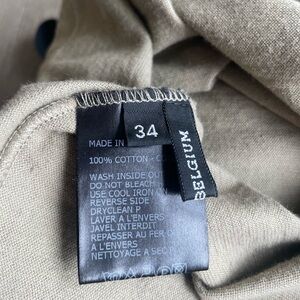 34
BELGIUM
MADE IN
100% COTTON - C
WASH INSIDE OUT
DO NOT BLEACH
USE COOL IRON
REVERSE SIDE
DRYCLEAN P
LAVER A L'ENVERS
JAVEL INTERDIT
REPASSER AU FER
A L'ENVERS
NETTOYAGE A SEC